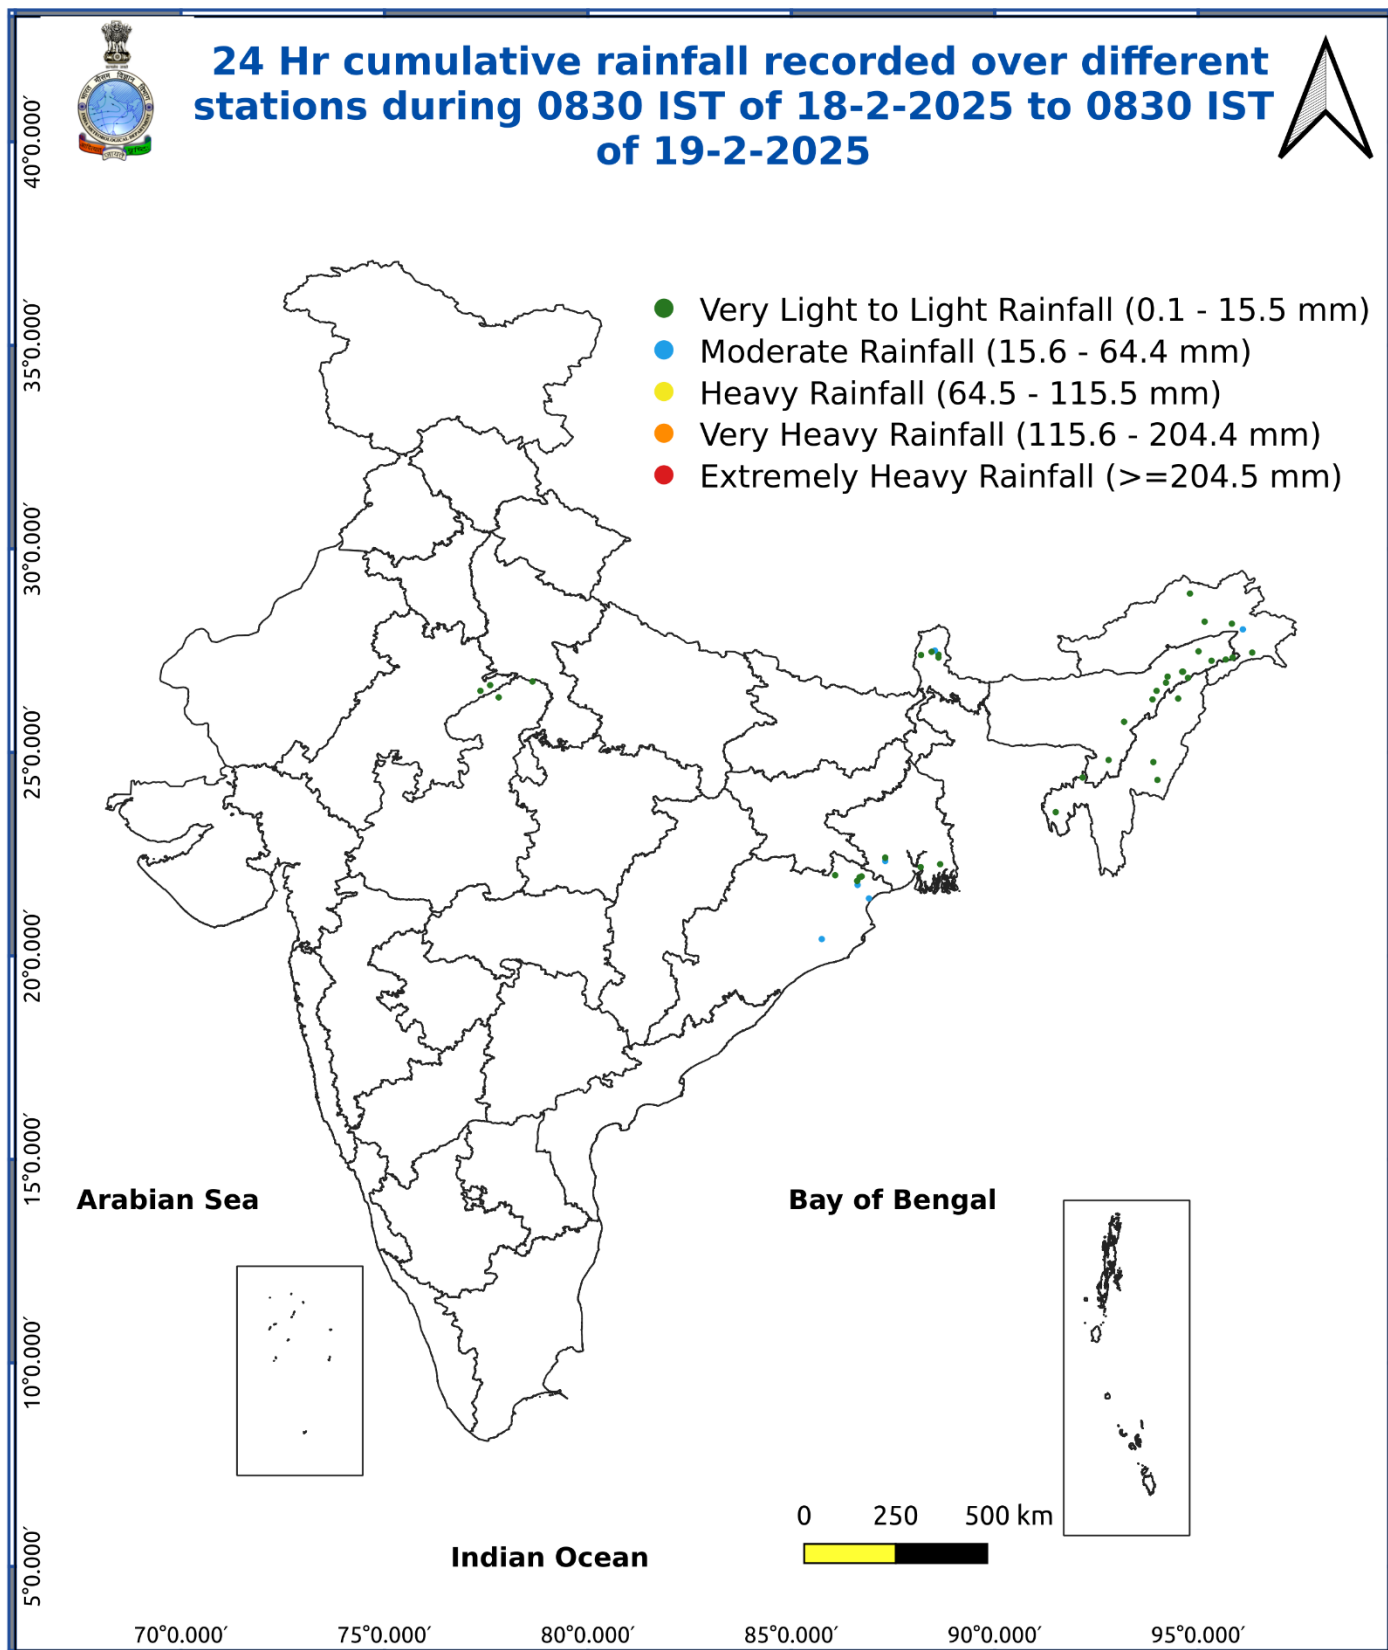 24 Hr cumulative rainfall recorded over different
stations during 0830 IST of 18-2-2025 to 0830 IST
of 19-2-2025
Very Light to Light Rainfall (0.1 - 15.5 mm)
Moderate Rainfall (15.6 - 64.4 mm)
Heavy Rainfall (64.5 - 115.5 mm)
Very Heavy Rainfall (115.6 - 204.4 mm)
Extremely Heavy Rainfall (>=204.5 mm)
40°0.000′
35°0.000′
30°0.000′
25°0.000′
20°0.000′
15°0.000′
10°0.000′
5°0.000′
Arabian Sea
Bay of Bengal
Indian Ocean
0 250 500 km
70°0.000′ 75°0.000′ 80°0.000′ 85°0.000′ 90°0.000′ 95°0.000′